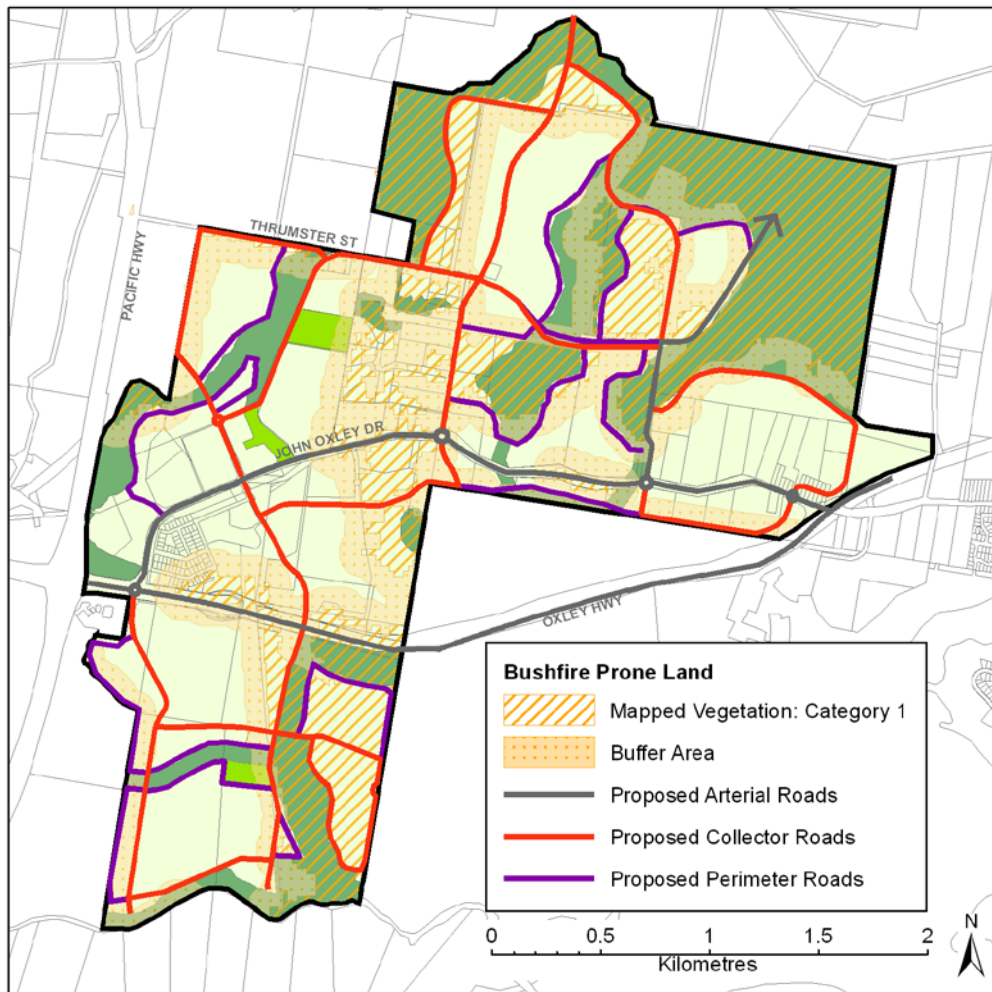 THRUMSTER ST
PACIFIC HWY
JOHN OXLEY DR
OXLEY HWY
Bushfire Prone Land
Mapped Vegetation: Category 1
Buffer Area
Proposed Arterial Roads
Proposed Collector Roads
Proposed Perimeter Roads
N
0 0.5 1 1.5 2
Kilometres